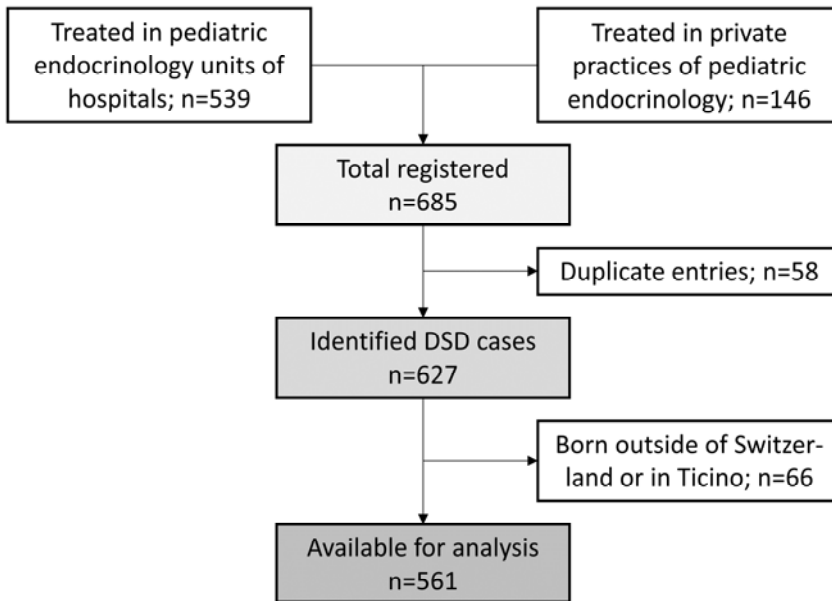 Treated in pediatric
endocrinology units of
hospitals; n=539
Treated in private
practices of pediatric
endocrinology; n=146
Total registered
n=685
Duplicate entries; n=58
Identified DSD cases
n=627
Born outside of Switzer-
land or in Ticino; n=66
Available for analysis
n=561